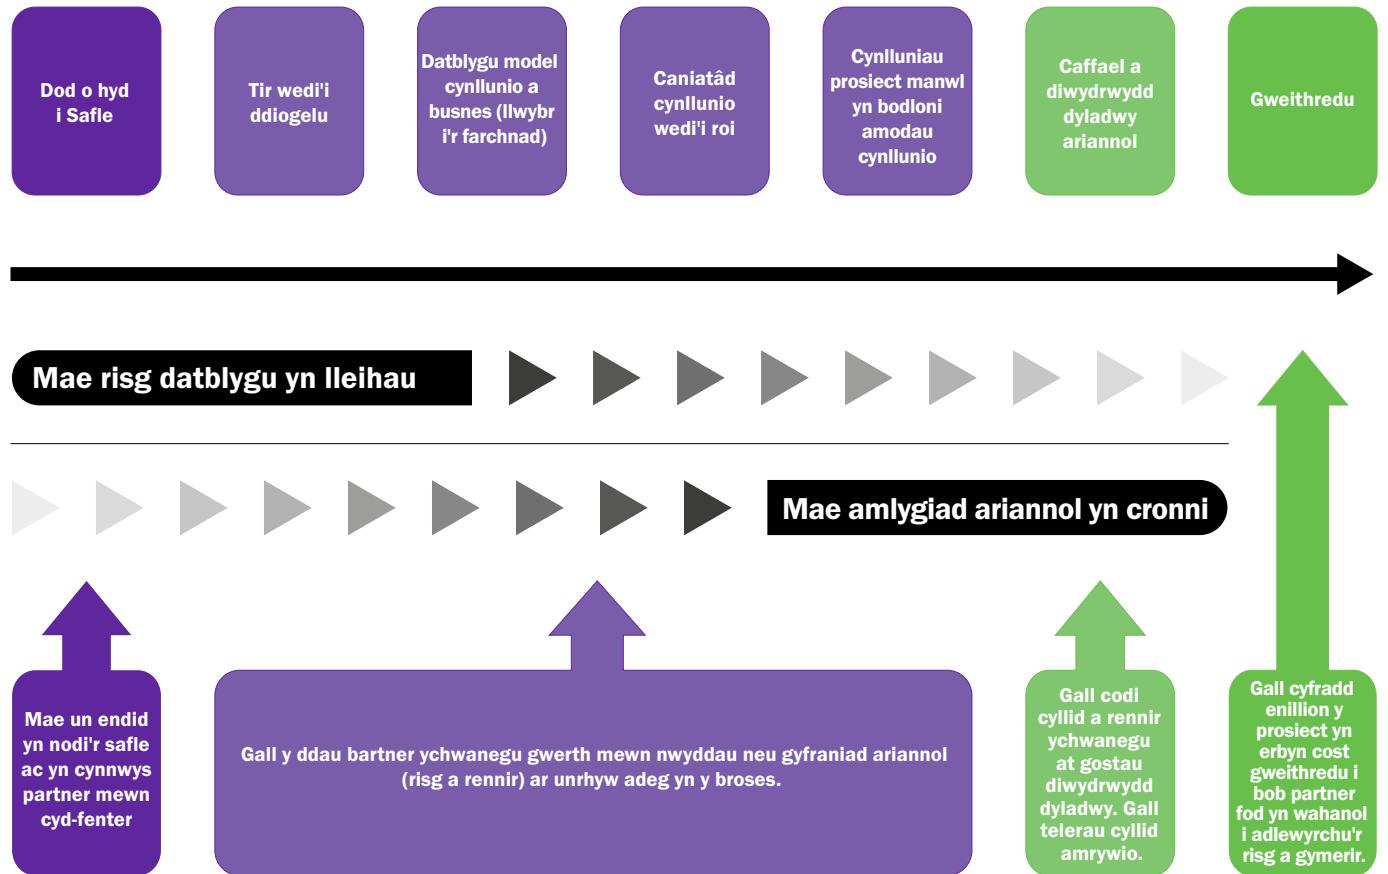 Dod o hyd
i Safle
Tir wedi'i
ddiogelu
Datblygu model
cynllunio a
busnes (llwybr
i'r farchnad)
Caniatâd
cynllunio
wedi'i roi
Cynlluniau
prosiect manwl
yn bodloni
amodau
cynllunio
Caffael a
diwydrwydd
dyladwy
ariannol
Gweithredu
Mae risg datblygu yn lleihau
Mae amlygiad ariannol yn cronni
Mae un endid
yn nodi'r safle
ac yn cynnwys
partner mewn
cyd-fenter
Gall y ddau bartner ychwanegu gwerth mewn nwyddau neu gyfraniad ariannol
(risg a rennir) ar unrhyw adeg yn y broses.
Gall codi
cyllid a rennir
ychwanegu
at gostau
diwydrwydd
dyladwy. Gall
telerau cyllid
amrywio.
Gall cyfradd
enillion y
prosiect yn
erbyn cost
gweithredu i
bob partner
fod yn wahanol
i adlewyrchu'r
risg a gymerir.